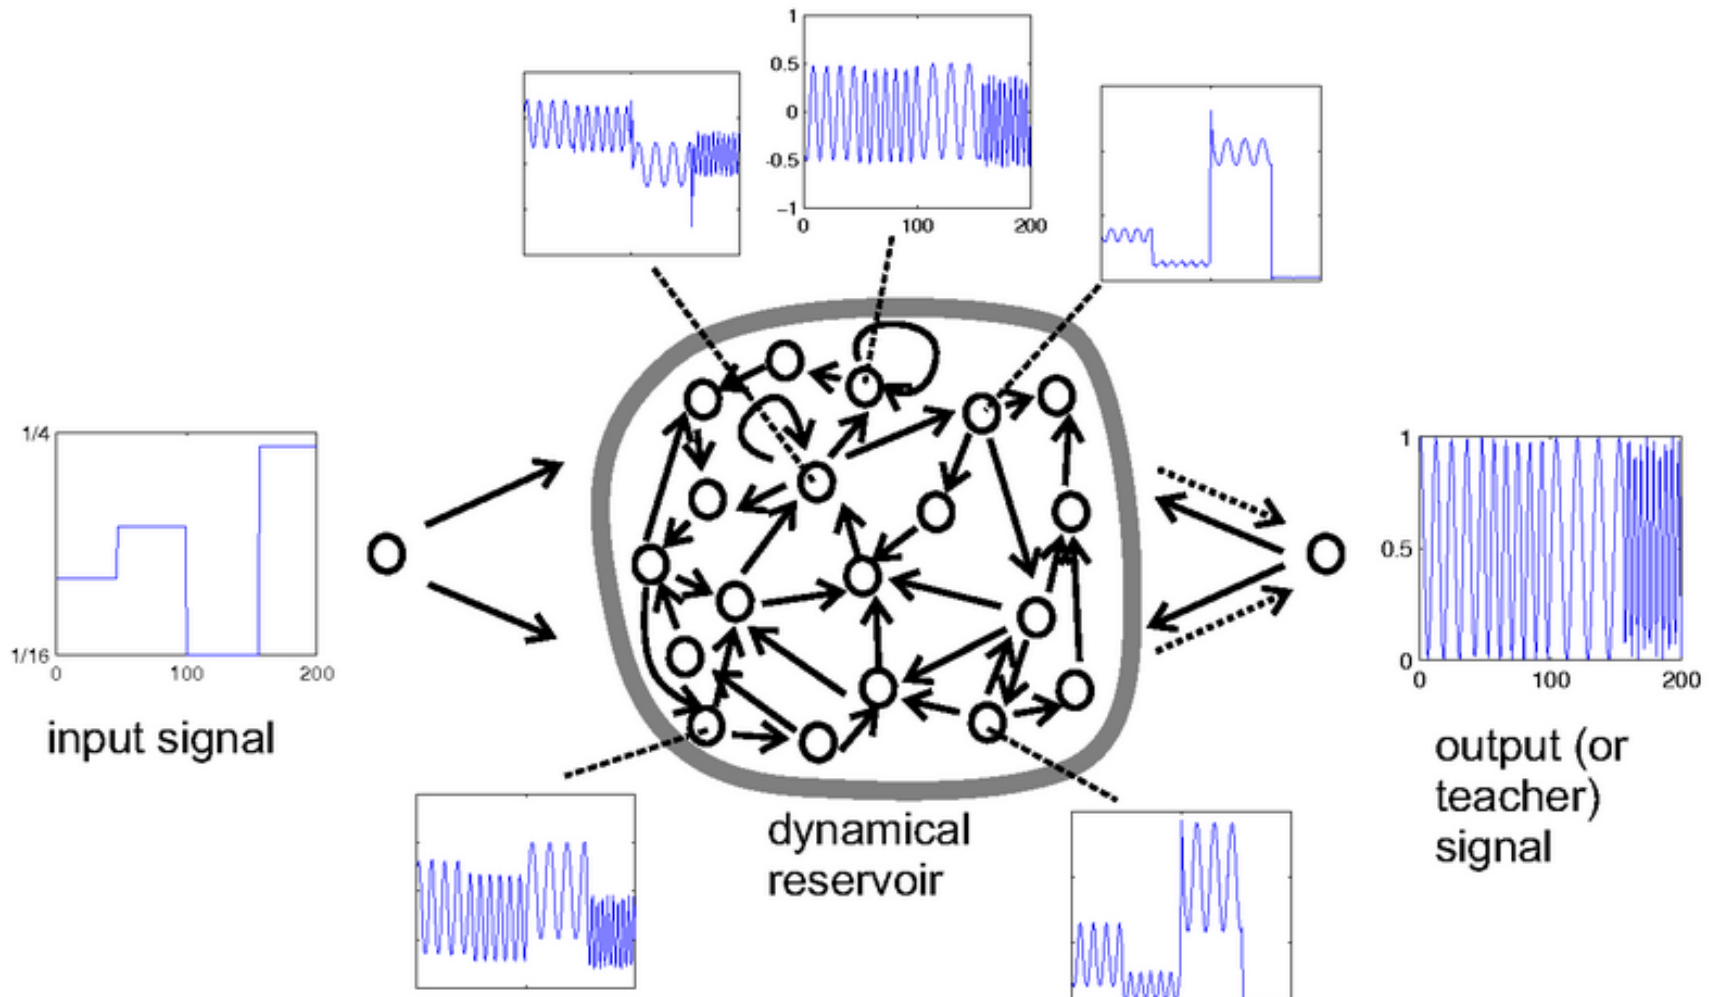 1
0.5
0
-0.5
−1
0 100 200
1/4
1/16
0 100 200
input signal
dynamical
reservoir
1
0.5
0
0 100 200
output (or
teacher)
signal